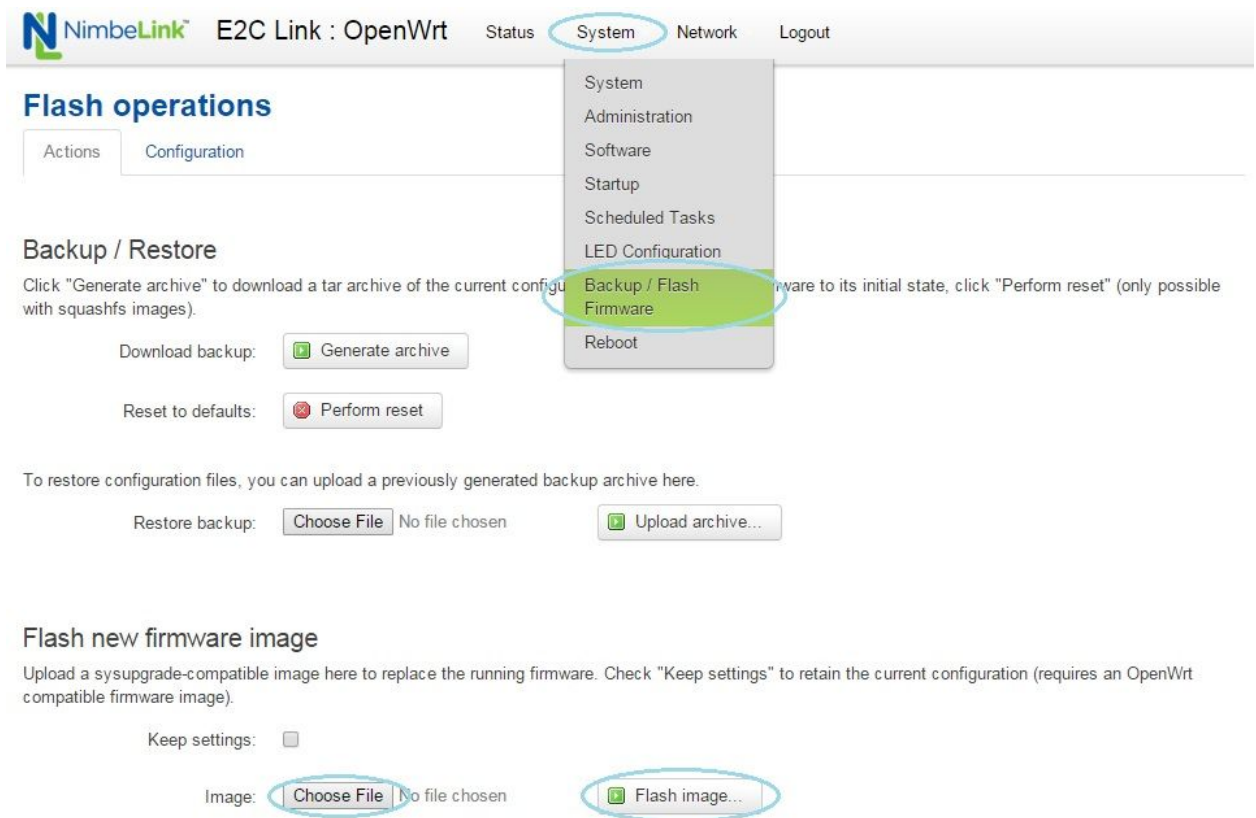 NimbeLink E2C Link : OpenWrt Status System Network Logout
System
Administration
Software
Startup
Scheduled Tasks
LED Configuration
Backup / Flash
Firmware
Reboot
Flash operations
Actions Configuration
Backup / Restore
Click "Generate archive" to download a tar archive of the current to its initial state, click "Perform reset" (only possible
with squashfs images).
Download backup: Generate archive
Reset to defaults: Perform reset
To restore configuration files, you can upload a previously generated backup archive here.
Restore backup: Choose File No file chosen Upload archive...
Flash new firmware image
Upload a sysupgrade-compatible image here to replace the running firmware. Check "Keep settings" to retain the current configuration (requires an OpenWrt
compatible firmware image).
Keep settings:
Image: Choose File No file chosen Flash image...